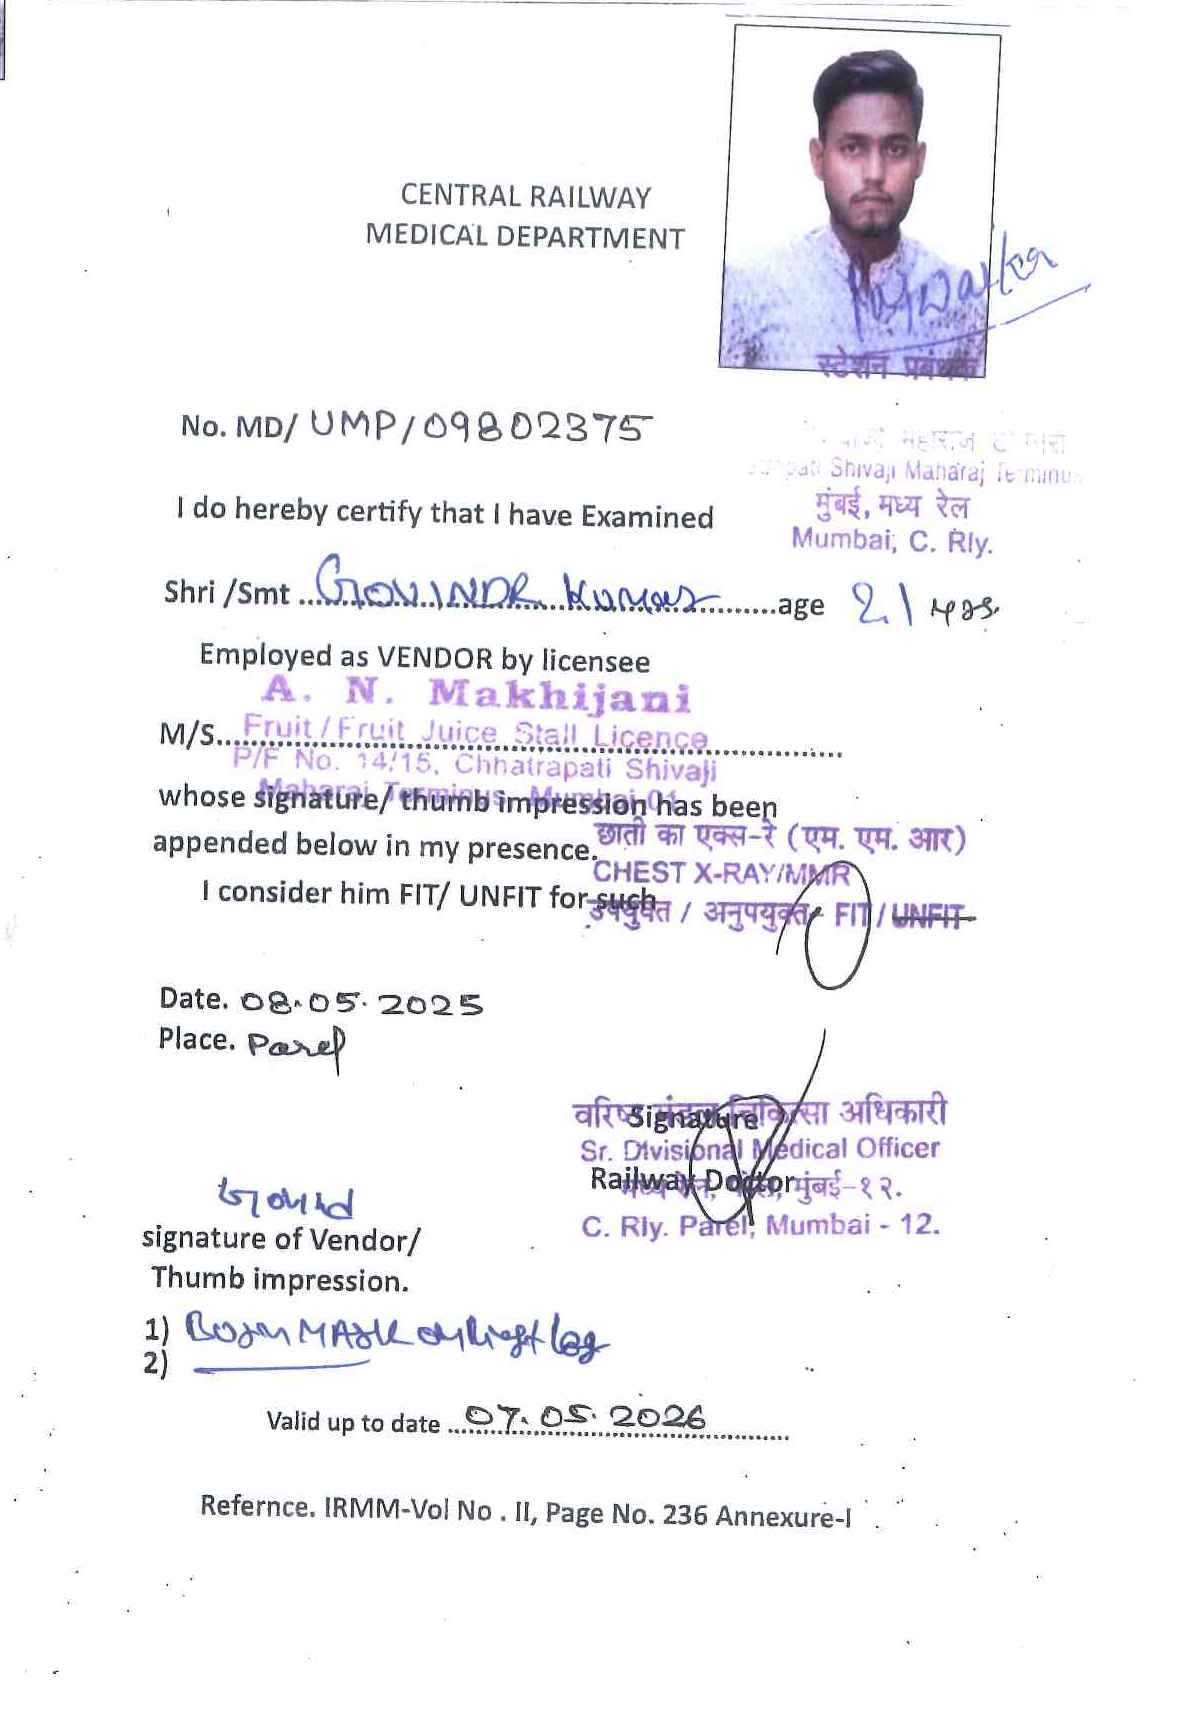 CENTRAL RAILWAY
MEDICAL DEPARTMENT
स्टेशन प्रबंधक
No. MD/ UMP/09802375
महाराज
Shivaji Maharaj Terminus
मुंबई, मध्य रेल
Mumbai, C. Rly.
I do hereby certify that I have Examined
Shri /Smt GOVINDR Kumar age 21 yrs.
Employed as VENDOR by licensee
A. N. Makhijani
M/S. Fruit / Fruit Juice Stall Licence
P/F No. 14/15, Chhatrapati Shivaji
Maharaj Terminus, Mumbai-01
whose signature/ thumb impression has been
appended below in my presence.
छाती का एक्स-रे (एम. एम. आर)
CHEST X-RAY/MMR
I consider him FIT/ UNFIT for such
उपयुक्त / अनुपयुक्त FIT / UNFIT
Date. 08.05.2025
Place. Parel
वरिष्ठ मंडल चिकित्सा अधिकारी
Signature
Sr. Divisional Medical Officer
Railway Doctor
मुंबई-१२.
C. Rly. Parel, Mumbai - 12.
Govind
signature of Vendor/
Thumb impression.
1) Born MARK on Right leg
2)
Valid up to date 07.05.2026
Refernce. IRMM-Vol No . II, Page No. 236 Annexure-I